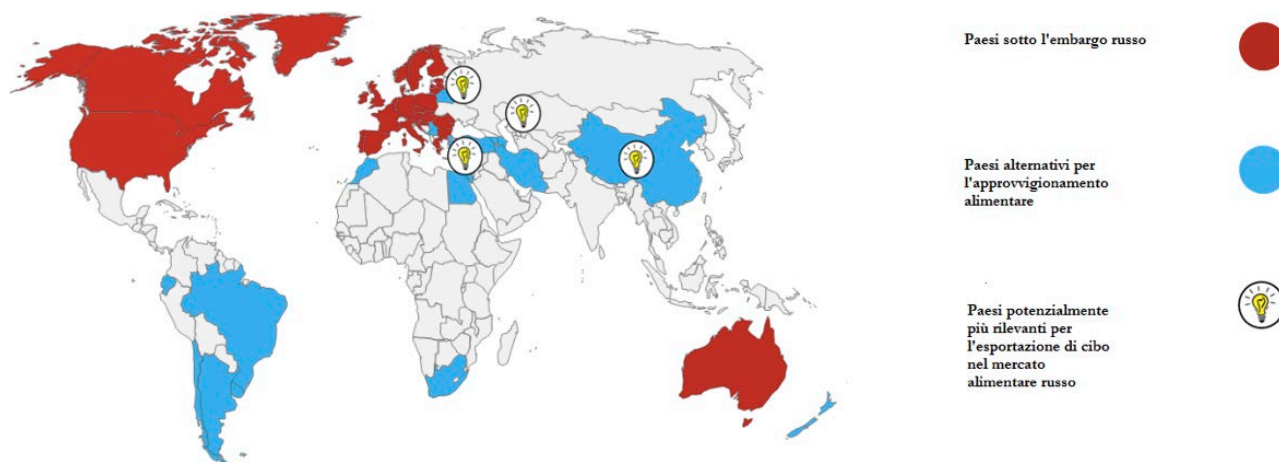 Paesi sotto l'embargo russo
Paesi alternativi per
l'approvvigionamento
alimentare
Paesi potenzialmente
più rilevanti per
l'esportazione di cibo
nel mercato
alimentare russo